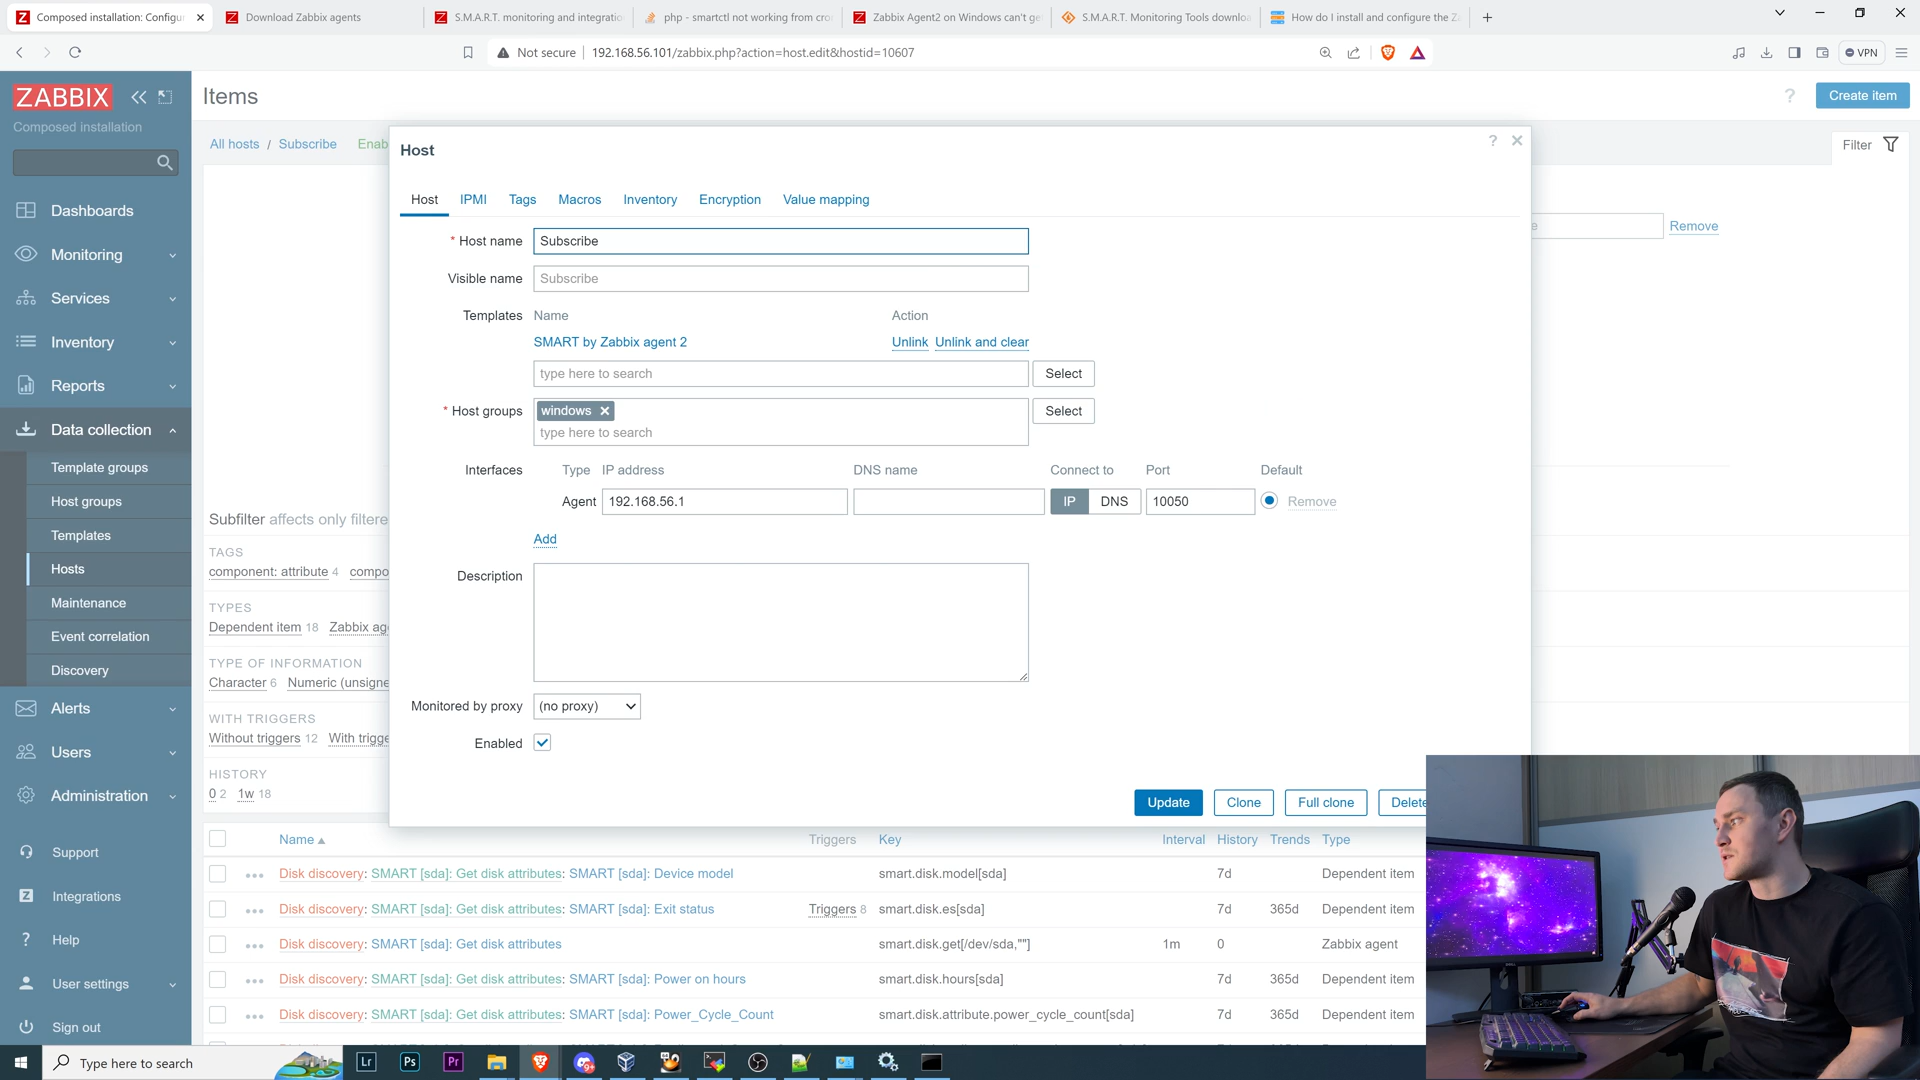 Composed installation: Configur
Download Zabbix agents
S.M.A.R.T. monitoring and integratio
php - smartctl not working from cro
Zabbix Agent2 on Windows can't ge
S.M.A.R.T. Monitoring Tools downloa
How do I install and configure the Z
Not secure
192.168.56.101/zabbix.php?action=host.edit&hostid=10607
VPN
ZABBIX
Composed installation
Items
?
Create item
All hosts / Subscribe Enab
Filter
Dashboards
Monitoring
Services
Inventory
Reports
Data collection
Template groups
Host groups
Templates
Hosts
Maintenance
Event correlation
Discovery
Alerts
Users
Administration
Support
Integrations
Help
User settings
Sign out
Host
?
Host IPMI Tags Macros Inventory Encryption Value mapping
* Host name Subscribe
Visible name Subscribe
Templates Name Action
SMART by Zabbix agent 2 Unlink Unlink and clear
type here to search Select
* Host groups windows Select
type here to search
Interfaces Type IP address DNS name Connect to Port Default
Agent 192.168.56.1 IP DNS 10050 Remove
Add
Description
Monitored by proxy (no proxy)
Enabled
Update Clone Full clone Delete
e Remove
Subfilter affects only filtere
TAGS
component: attribute 4 compo
TYPES
Dependent item 18 Zabbix age
TYPE OF INFORMATION
Character 6 Numeric (unsigne
WITH TRIGGERS
Without triggers 12 With trigge
HISTORY
0 2 1w 18
Name Triggers Key Interval History Trends Type
Disk discovery: SMART [sda]: Get disk attributes: SMART [sda]: Device model smart.disk.model[sda] 7d Dependent item
Disk discovery: SMART [sda]: Get disk attributes: SMART [sda]: Exit status Triggers 8 smart.disk.es[sda] 7d 365d Dependent item
Disk discovery: SMART [sda]: Get disk attributes smart.disk.get[/dev/sda,""] 1m 0 Zabbix agent
Disk discovery: SMART [sda]: Get disk attributes: SMART [sda]: Power on hours smart.disk.hours[sda] 7d 365d Dependent item
Disk discovery: SMART [sda]: Get disk attributes: SMART [sda]: Power_Cycle_Count smart.disk.attribute.power_cycle_count[sda] 7d 365d Dependent item
Type here to search
Lr Ps Pr